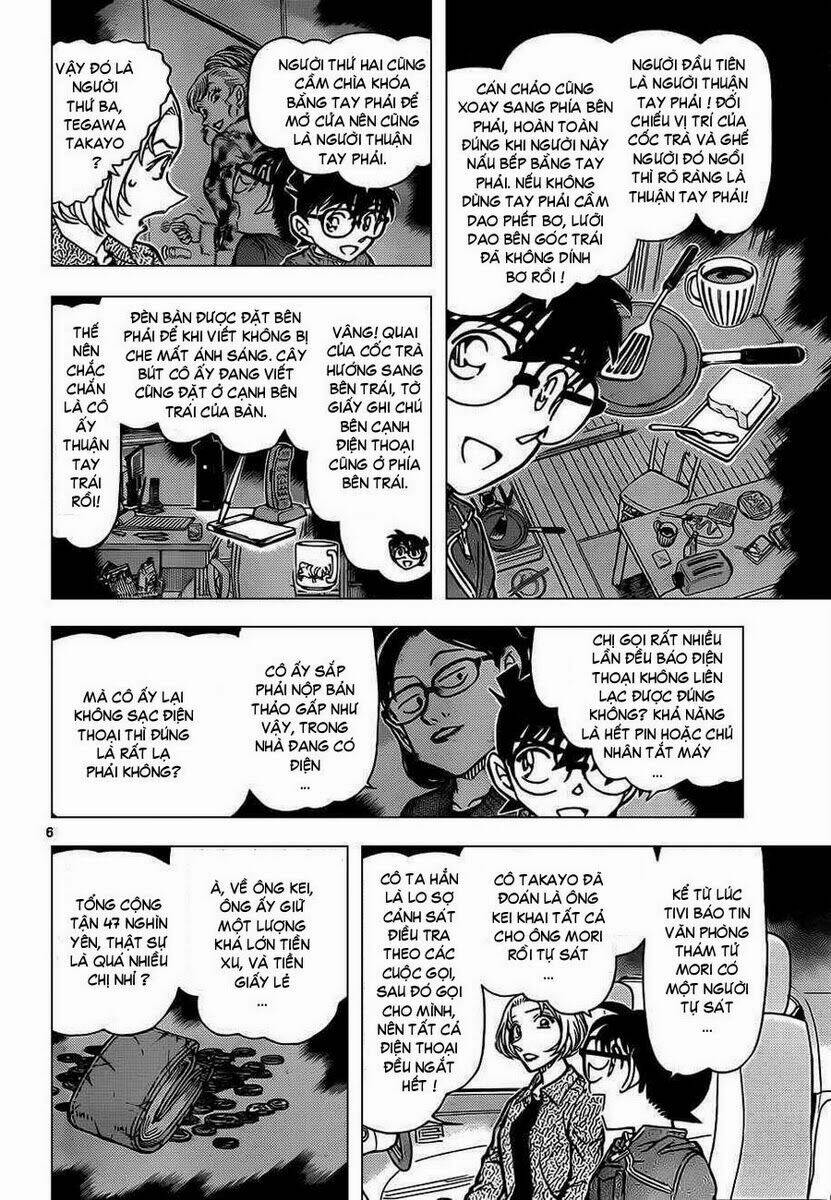 NGƯỜI ĐẦU TIÊN
LÀ NGƯỜI THUẬN
TAY PHẢI ! ĐỐI
CHIẾU VỊ TRÍ CỦA
CỐC TRÀ VÀ GHẾ
NGƯỜI ĐÓ NGỒI
THÌ RỎ RÀNG LÀ
THUẬN TAY PHẢI!
CÁN CHẢO CŨNG
XOAY SANG PHÍA BÊN
PHẢI, HOÀN TOÀN
ĐÚNG KHI NGƯỜI NÀY
NẤU BẾP BẰNG TAY
PHẢI. NẾU KHÔNG
DÙNG TAY PHẢI CẦM
DAO PHẾT BƠ, LƯỠI
DAO BÊN GÓC TRÁI
ĐÃ KHÔNG DÍNH
BƠ RỒI !
NGƯỜI THỨ HAI CŨNG
CẦM CHÌA KHÓA
BẰNG TAY PHẢI ĐỂ
MỞ CỬA NÊN CŨNG
LÀ NGƯỜI THUẬN
TAY PHẢI.
VẬY ĐÓ LÀ
NGƯỜI
THỨ BA,
TEGAWA
TAKAYO
?
VÂNG! QUAI
CỦA CỐC TRÀ
HƯỚNG SANG
BÊN TRÁI, TỜ
GIẤY GHI CHÚ
BÊN CẠNH
ĐIỆN THOẠI
CŨNG Ở PHÍA
BÊN TRÁI.
ĐÈN BÀN ĐƯỢC ĐẶT BÊN
PHẢI ĐỂ KHI VIẾT KHÔNG BỊ
CHE MẤT ÁNH SÁNG. CÂY
BÚT CÔ ẤY ĐANG VIẾT
CŨNG ĐẶT Ở CẠNH BÊN
TRÁI CỦA BÀN.
THẾ
NÊN
CHẮC
CHẮN
LÀ CÔ
ẤY
THUẬN
TAY
TRÁI
RỒI!
CHỊ GỌI RẤT NHIỀU
LẦN ĐỀU BÁO ĐIỆN
THOẠI KHÔNG LIÊN
LẠC ĐƯỢC ĐÚNG
KHÔNG? KHẢ NĂNG
LÀ HẾT PIN HOẶC CHỦ
NHÂN TẮT MÁY
...
CÔ ẤY SẮP
PHẢI NỘP BẢN
THẢO GẤP NHƯ
VẬY, TRONG
NHÀ ĐANG CÓ
ĐIỆN
...
MÀ CÔ ẤY LẠI
KHÔNG SẠC ĐIỆN
THOẠI THÌ ĐÚNG
LÀ RẤT LẠ
PHẢI KHÔNG?
6
KỂ TỪ LÚC
TIVI BÁO TIN
VĂN PHÒNG
THÁM TỬ
MORI CÓ
MỘT NGƯỜI
TỰ SÁT
...
CÔ TAKAYO ĐÃ
ĐOÁN LÀ ÔNG
KEI KHAI TẤT CẢ
CHO ÔNG MORI
RỒI TỰ SÁT
...
CÔ TA HẲN
LÀ LO SỢ
CẢNH SÁT
ĐIỀU TRA
THEO CÁC
CUỘC GỌI,
SAU ĐÓ GỌI
CHO MÌNH,
NÊN TẤT CẢ
ĐIỆN THOẠI
ĐỀU NGẮT
HẾT !
À, VỀ ÔNG KEI,
ÔNG ẤY GIỮ
MỘT LƯỢNG
KHÁ LỚN TIỀN
XU, VÀ TIỀN
GIẤY LẺ
...
TỔNG CỘNG
TẬN 47 NGHÌN
YÊN, THẬT SỰ
LÀ QUÁ NHIỀU
CHỊ NHỈ ?